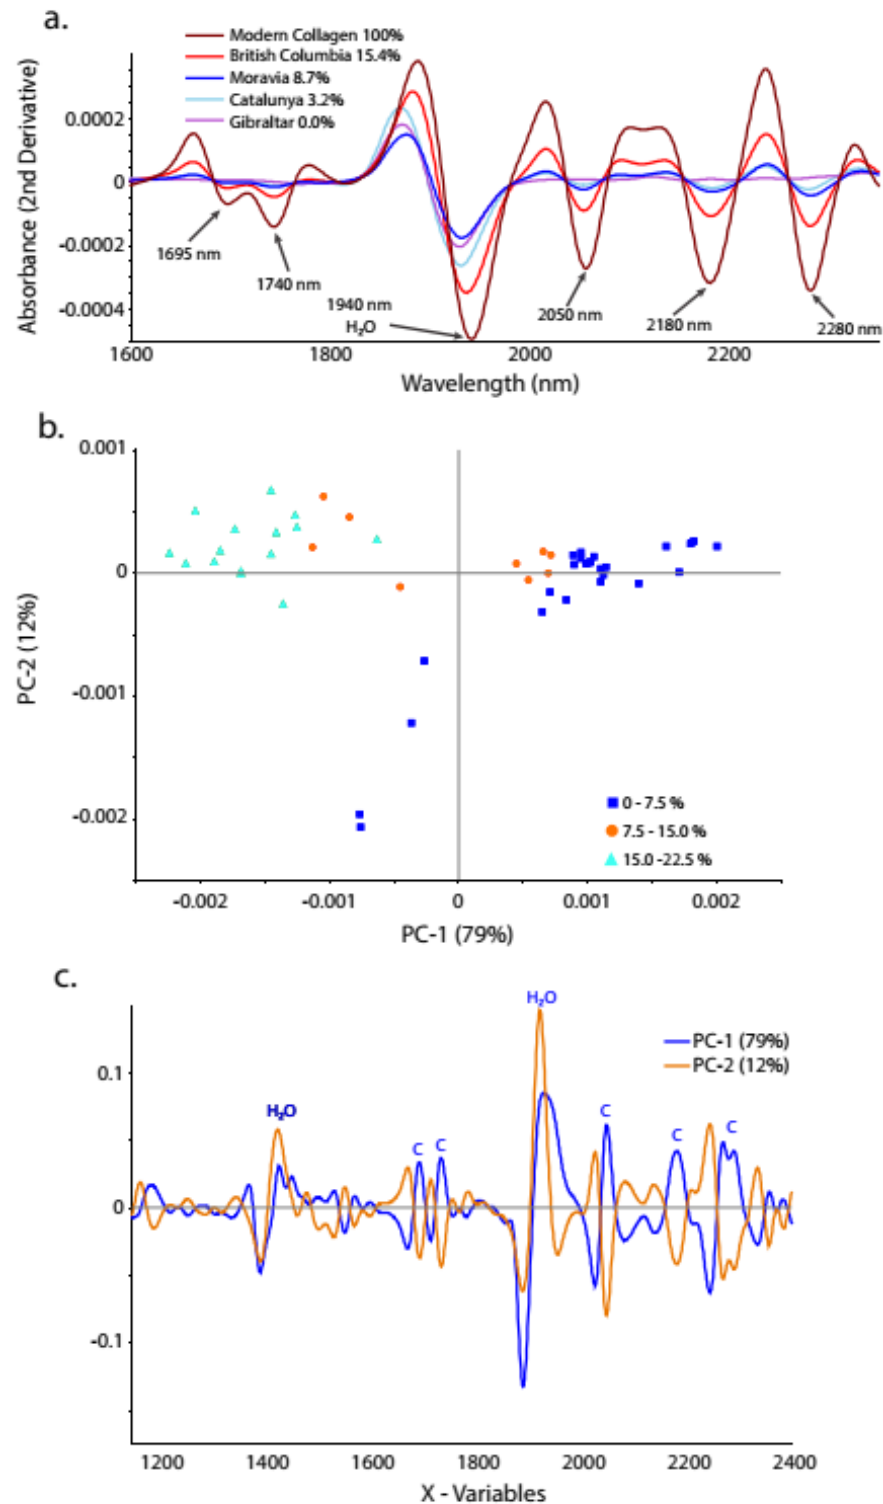 a.
Modern Collagen 100%
British Columbia 15.4%
Moravia 8.7%
Catalunya 3.2%
Gibraltar 0.0%
Absorbance (2nd Derivative)
0.0002
0
-0.0002
-0.0004
1695 nm
1740 nm
1940 nm
H₂O
2050 nm
2180 nm
2280 nm
1600
1800
2000
2200
Wavelength (nm)
b.
0.001
0
-0.001
-0.002
PC-2 (12%)
0 - 7.5 %
7.5 - 15.0 %
15.0 -22.5 %
-0.002
-0.001
0
0.001
0.002
PC-1 (79%)
c.
H₂O
PC-1 (79%)
PC-2 (12%)
0.1
H₂O
C
C
C
C
C
0
-0.1
1200
1400
1600
1800
2000
2200
2400
X - Variables